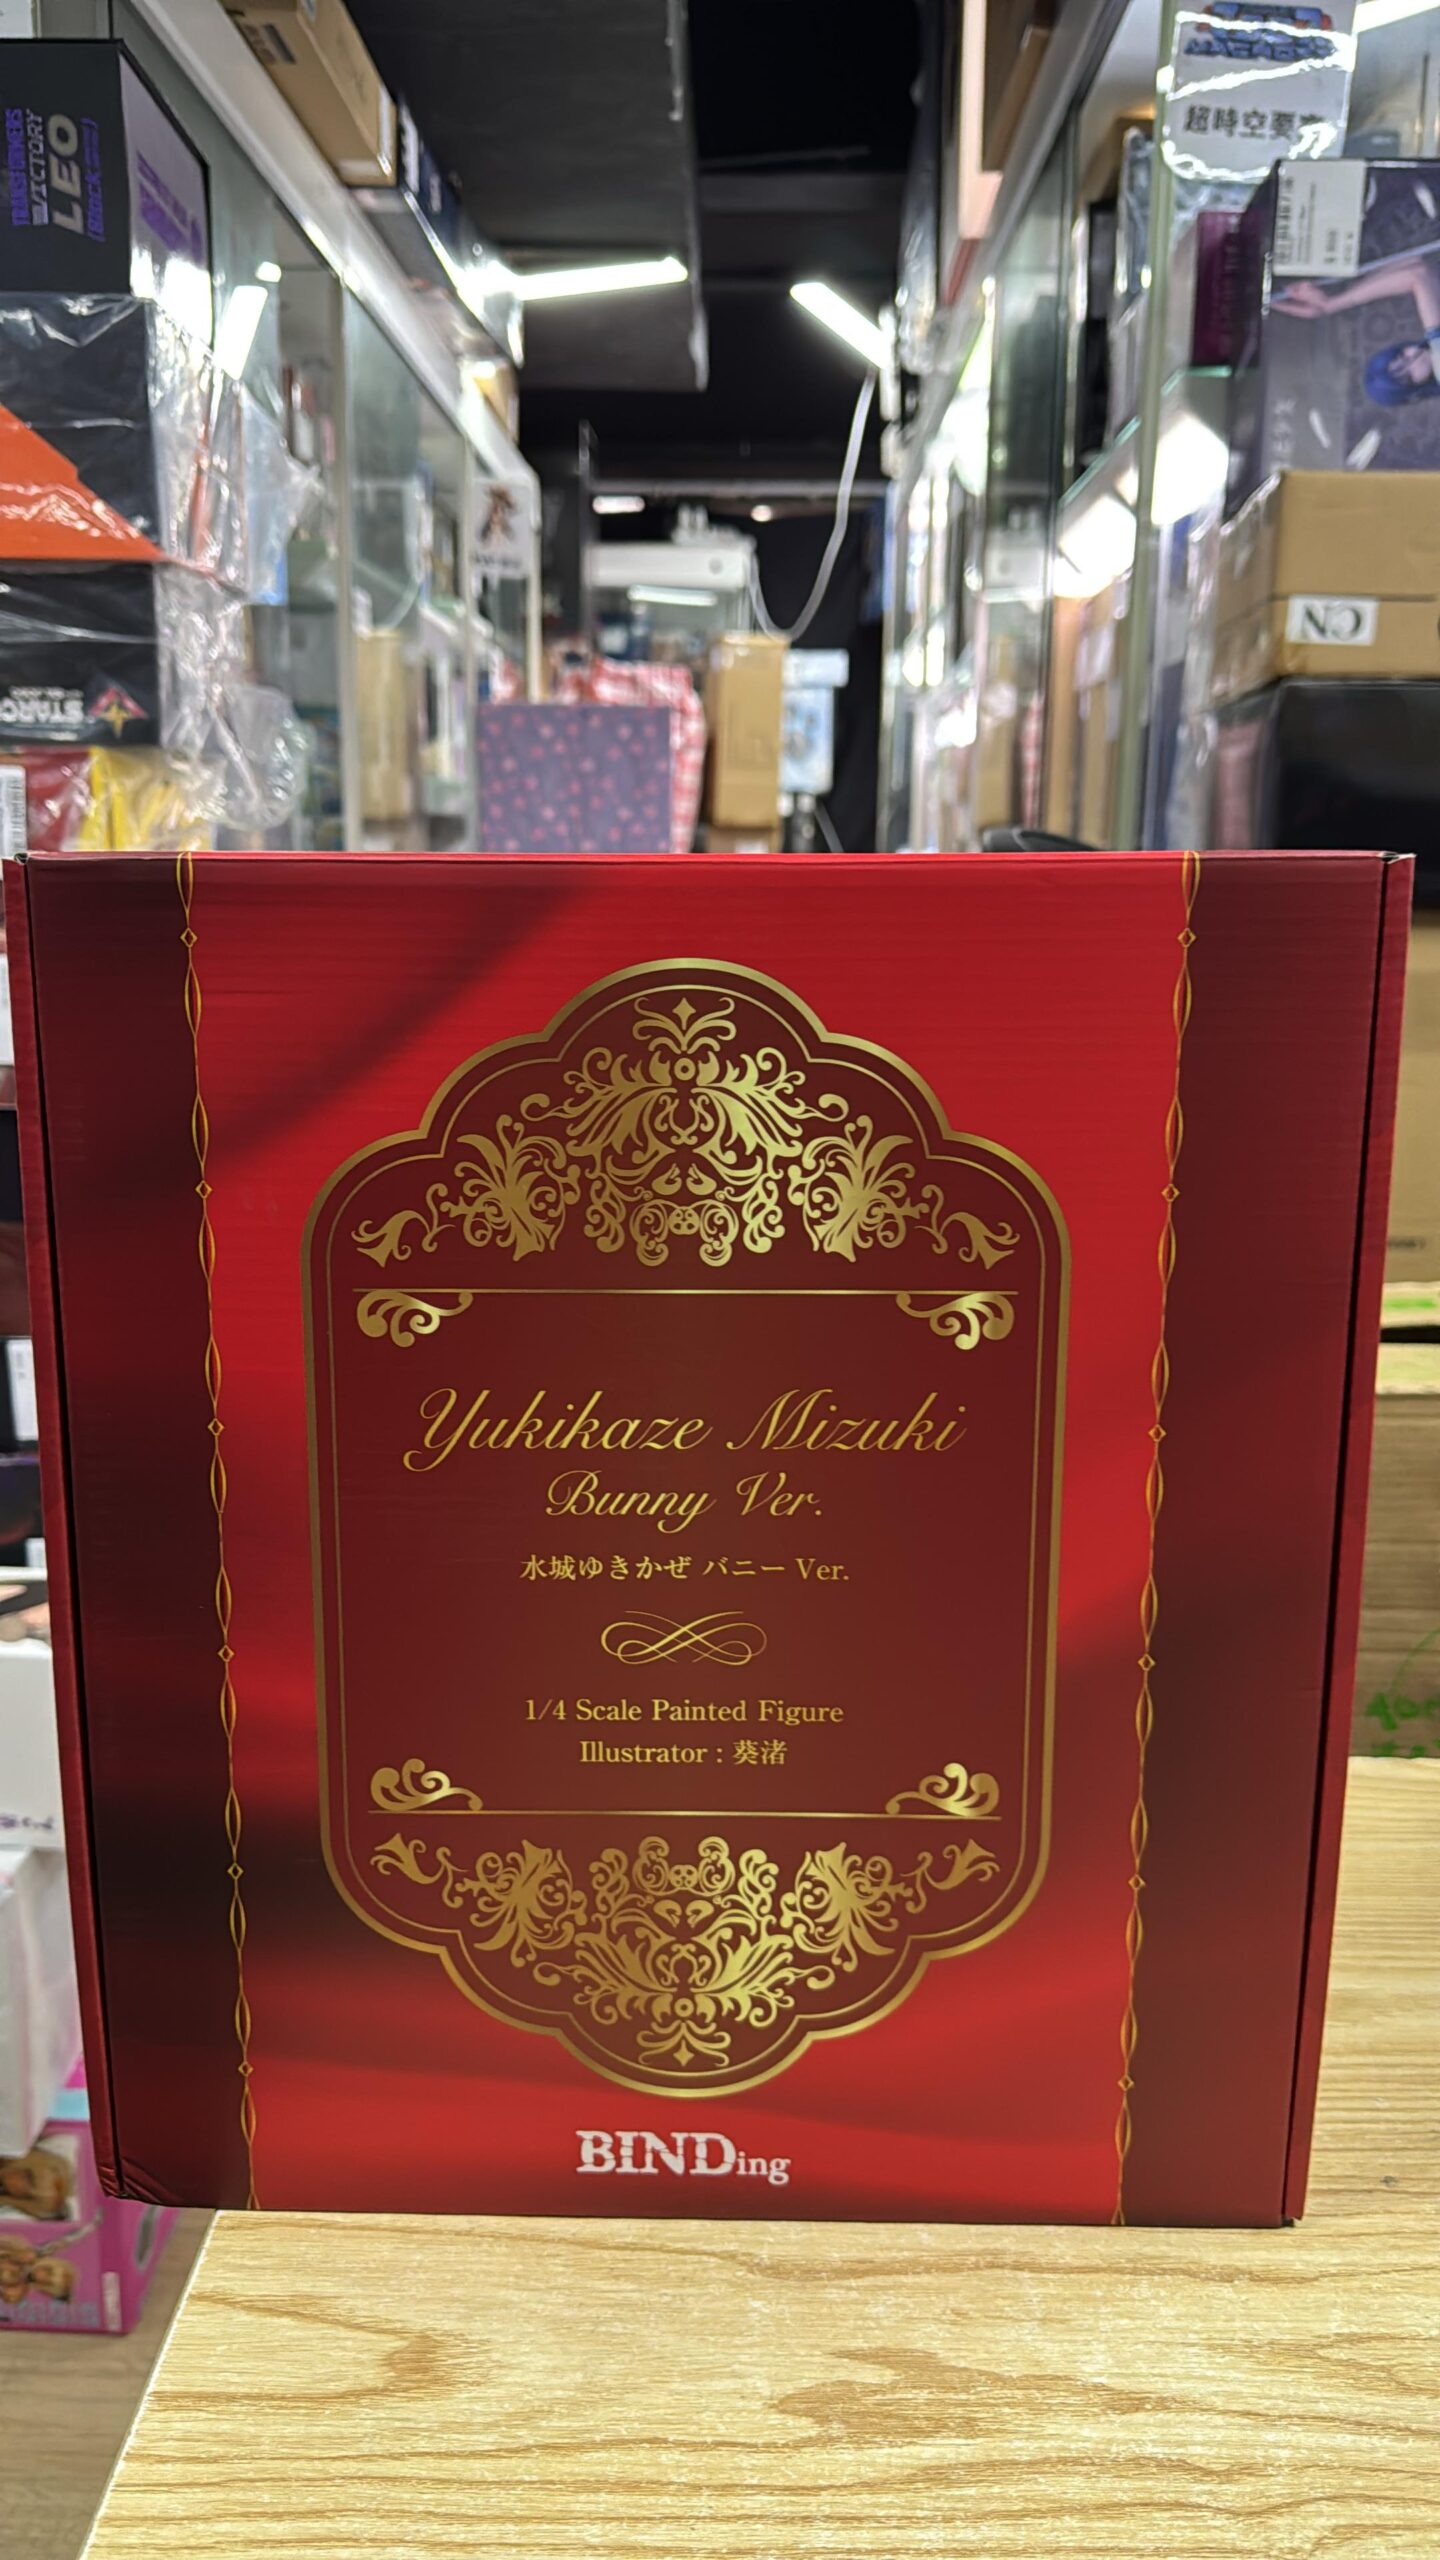 TRANSFORMERS
VICTORY
LEO
超時空要
CN
Yukikaze Mizuki
Bunny Ver.
水城ゆきかぜ バニー Ver.
1/4 Scale Painted Figure
Illustrator : 葵渚
BINDing